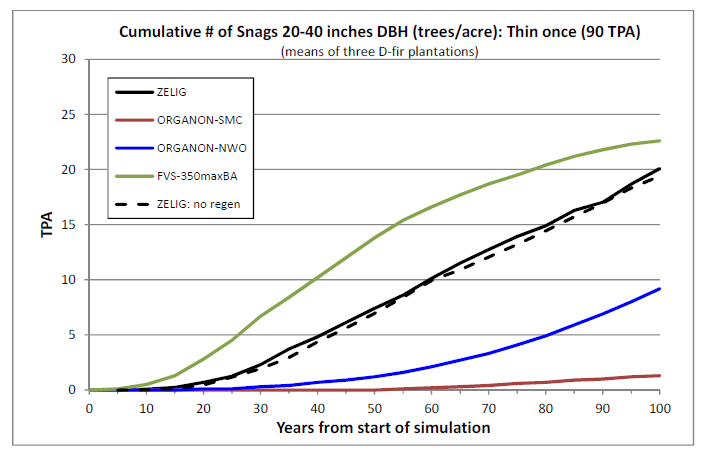 Cumulative # of Snags 20-40 inches DBH (trees/acre): Thin once (90 TPA)
(means of three D-fir plantations)
30
25
20
15
10
5
0
TPA
ZELIG
ORGANON-SMC
ORGANON-NWO
FVS-350maxBA
ZELIG: no regen
0 10 20 30 40 50 60 70 80 90 100
Years from start of simulation